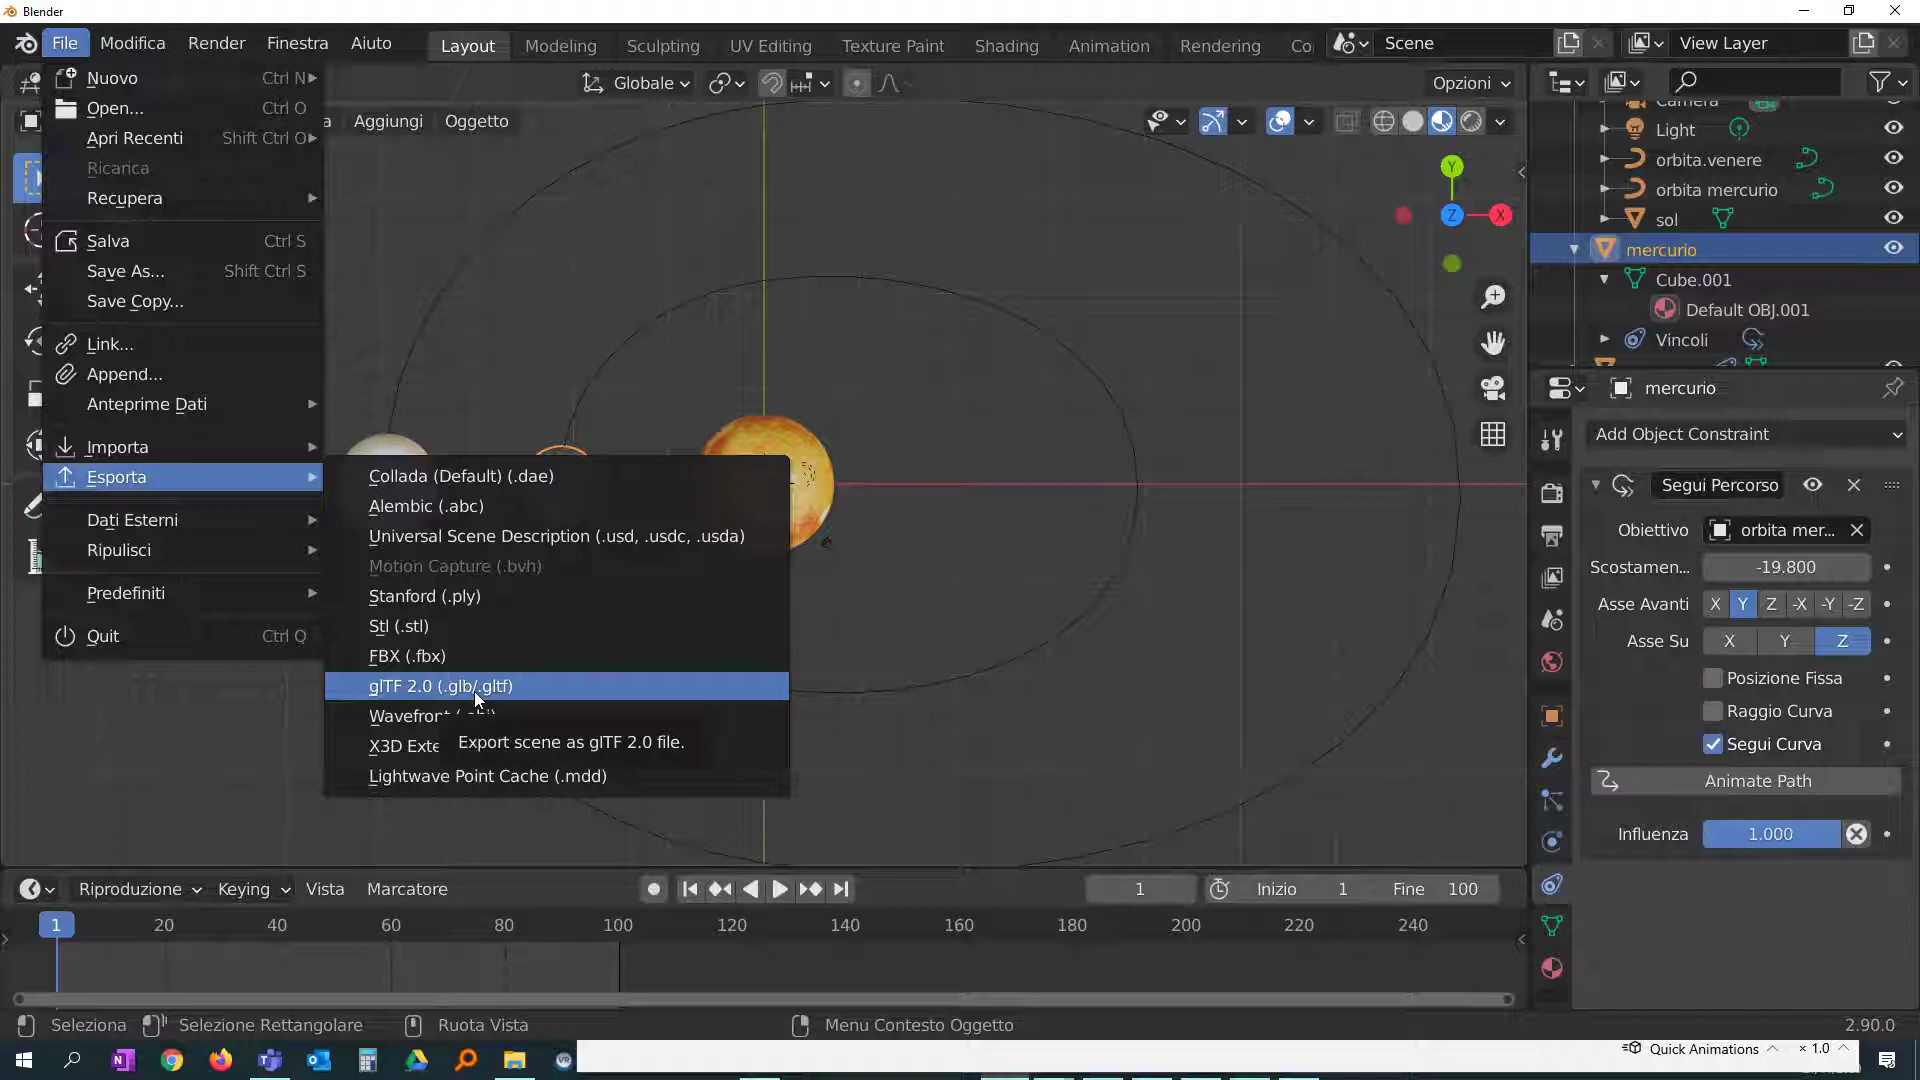 Blender
File Modifica Render Finestra Aiuto Layout Modeling Sculpting UV Editing Texture Paint Shading Animation Rendering Co Scene View Layer
Nuovo Ctrl N
Open... Ctrl O
Apri Recenti Shift Ctrl O
Ricarica
Recupera
Salva Ctrl S
Save As... Shift Ctrl S
Save Copy...
Link...
Append...
Anteprime Dati
Importa
Esporta
Dati Esterni
Ripulisci
Predefiniti
Quit Ctrl Q
Collada (Default) (.dae)
Alembic (.abc)
Universal Scene Description (.usd, .usdc, .usda)
Motion Capture (.bvh)
Stanford (.ply)
Stl (.stl)
FBX (.fbx)
glTF 2.0 (.glb/.gltf)
Wavefront
X3D Exte
Export scene as glTF 2.0 file.
Lightwave Point Cache (.mdd)
Globale Opzioni
a Aggiungi Oggetto
Y
Z X
Camera
Light
orbita.venere
orbita mercurio
sol
mercurio
Cube.001
Default OBJ.001
Vincoli
mercurio
Add Object Constraint
Segui Percorso
Obiettivo orbita mer...
Scostamen... -19.800
Asse Avanti X Y Z -X -Y -Z
Asse Su X Y Z
Posizione Fissa
Raggio Curva
Segui Curva
Animate Path
Influenza 1.000
Riproduzione Keying Vista Marcatore 1 Inizio 1 Fine 100
1 20 40 60 80 100 120 140 160 180 200 220 240
Seleziona Selezione Rettangolare Ruota Vista Menu Contesto Oggetto 2.90.0
Quick Animations × 1.0